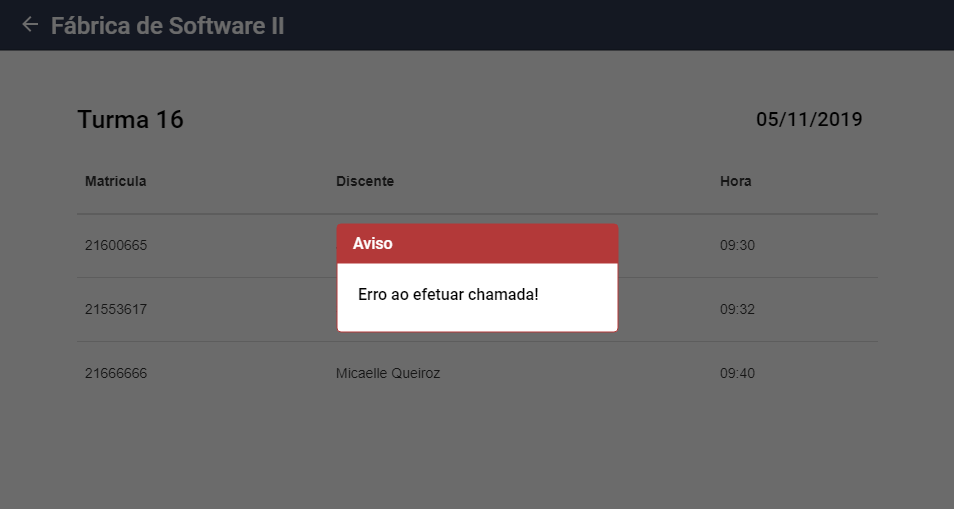 Fábrica de Software II
Turma 16
05/11/2019
Matricula Discente Hora
21600665 09:30
Aviso
Erro ao efetuar chamada!
21553617 09:32
21666666 Micaelle Queiroz 09:40